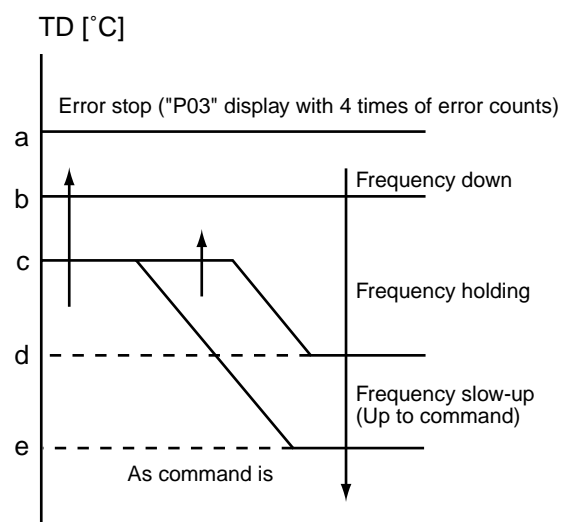 TD [˚C]
Error stop ("P03" display with 4 times of error counts)
a
Frequency down
b
c
Frequency holding
d
Frequency slow-up
(Up to command)
e
As command is